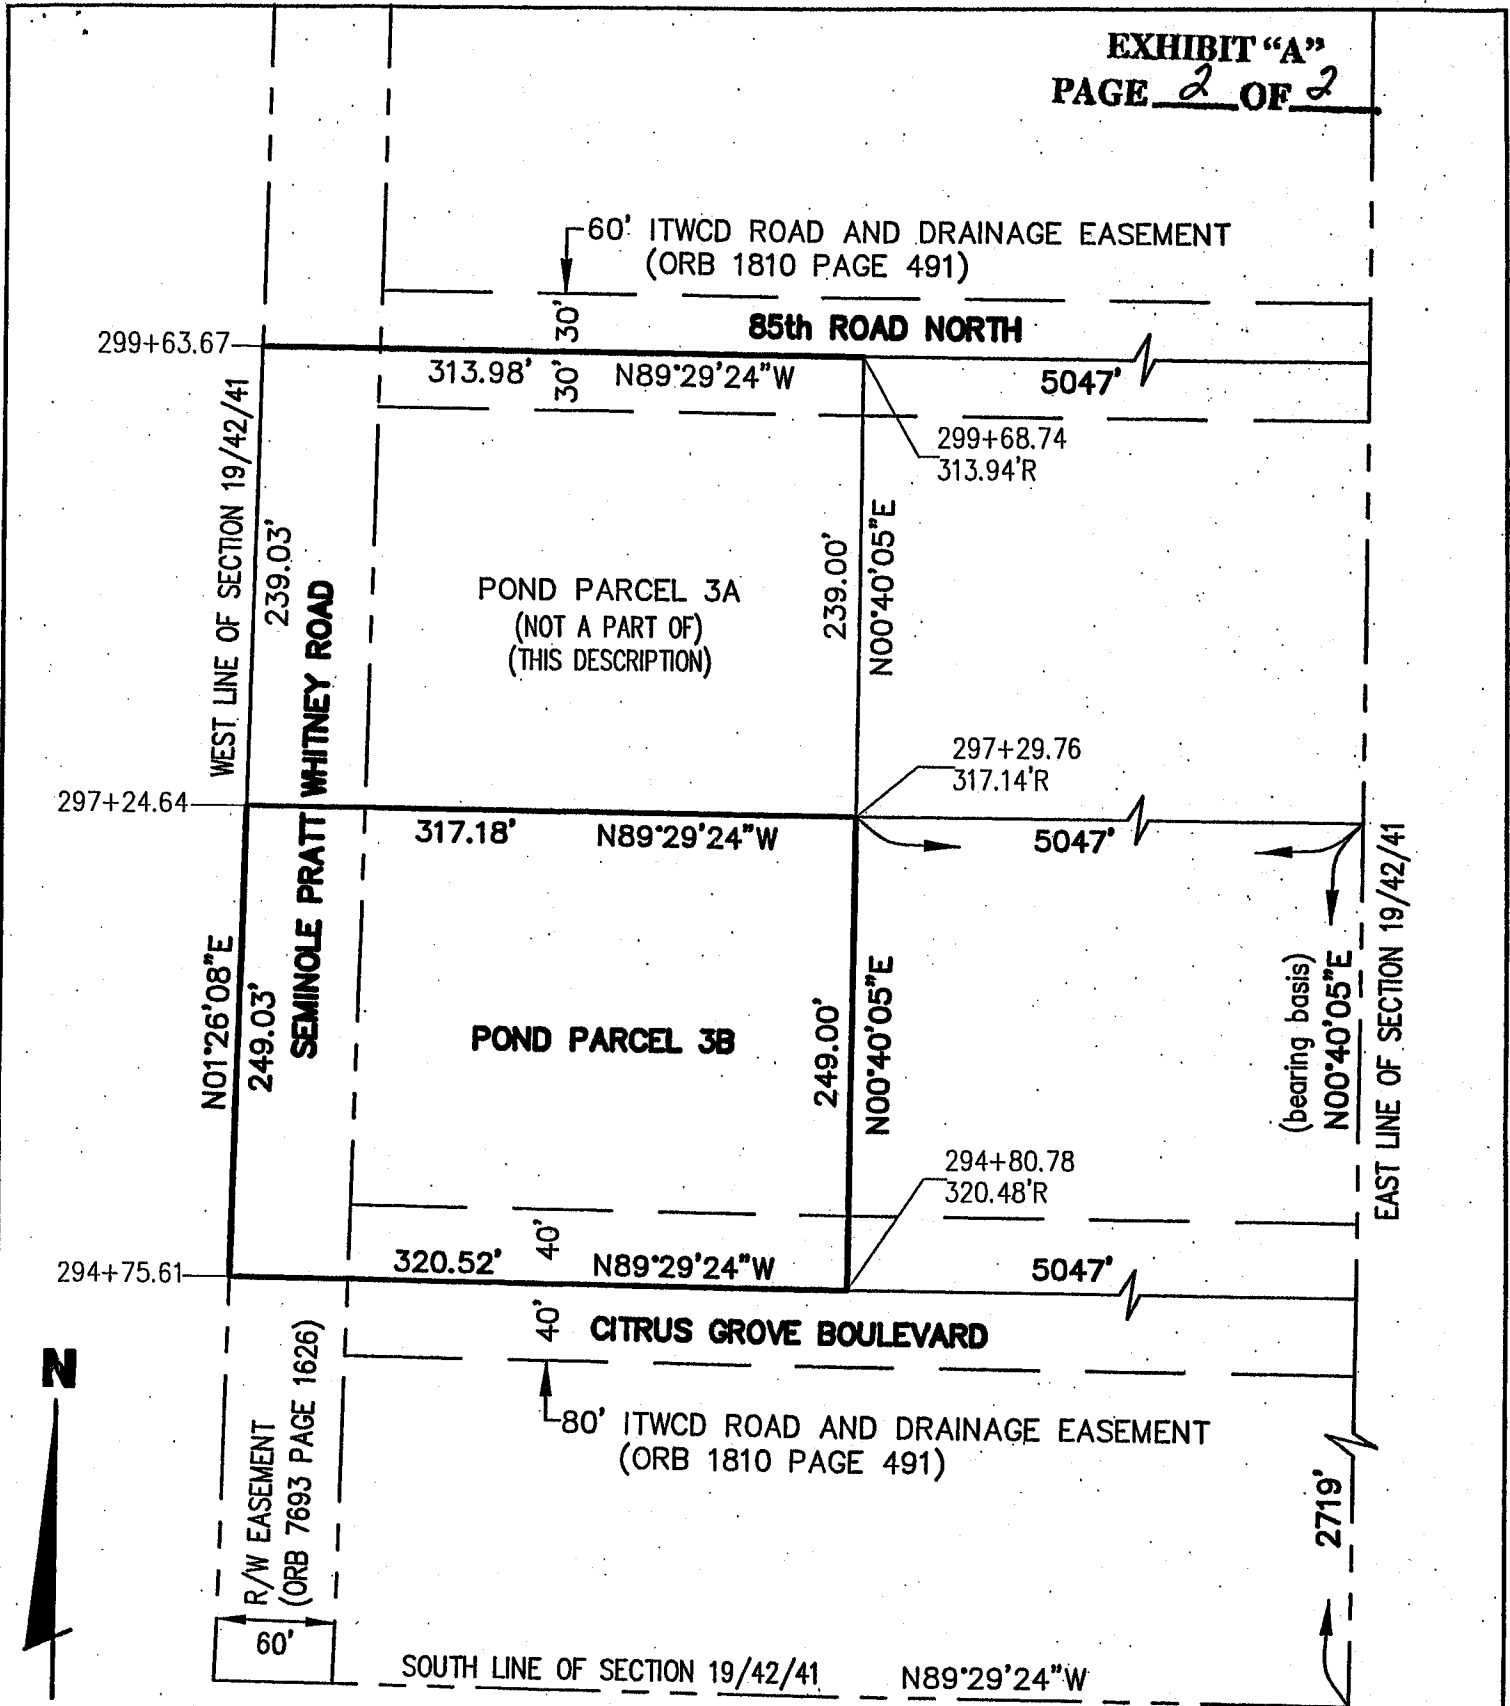 EXHIBIT “A”
PAGE 2 OF 2
60' ITWCD ROAD AND DRAINAGE EASEMENT
(ORB 1810 PAGE 491)
30'
85th ROAD NORTH
299+63.67
313.98'
30'
N89°29'24"W
5047'
299+68.74
313.94'R
WEST LINE OF SECTION 19/42/41
239.03'
SEMINOLE PRATT WHITNEY ROAD
POND PARCEL 3A
(NOT A PART OF)
(THIS DESCRIPTION)
239.00'
N00°40'05"E
297+29.76
317.14'R
297+24.64
317.18'
N89°29'24"W
5047'
N01°26'08"E
249.03'
POND PARCEL 3B
249.00'
N00°40'05"E
(bearing basis)
N00°40'05"E
EAST LINE OF SECTION 19/42/41
294+80.78
320.48'R
294+75.61
320.52'
40'
N89°29'24"W
5047'
40'
CITRUS GROVE BOULEVARD
N
R/W EASEMENT
(ORB 7693 PAGE 1626)
80' ITWCD ROAD AND DRAINAGE EASEMENT
(ORB 1810 PAGE 491)
2719'
60'
SOUTH LINE OF SECTION 19/42/41
N89°29'24"W